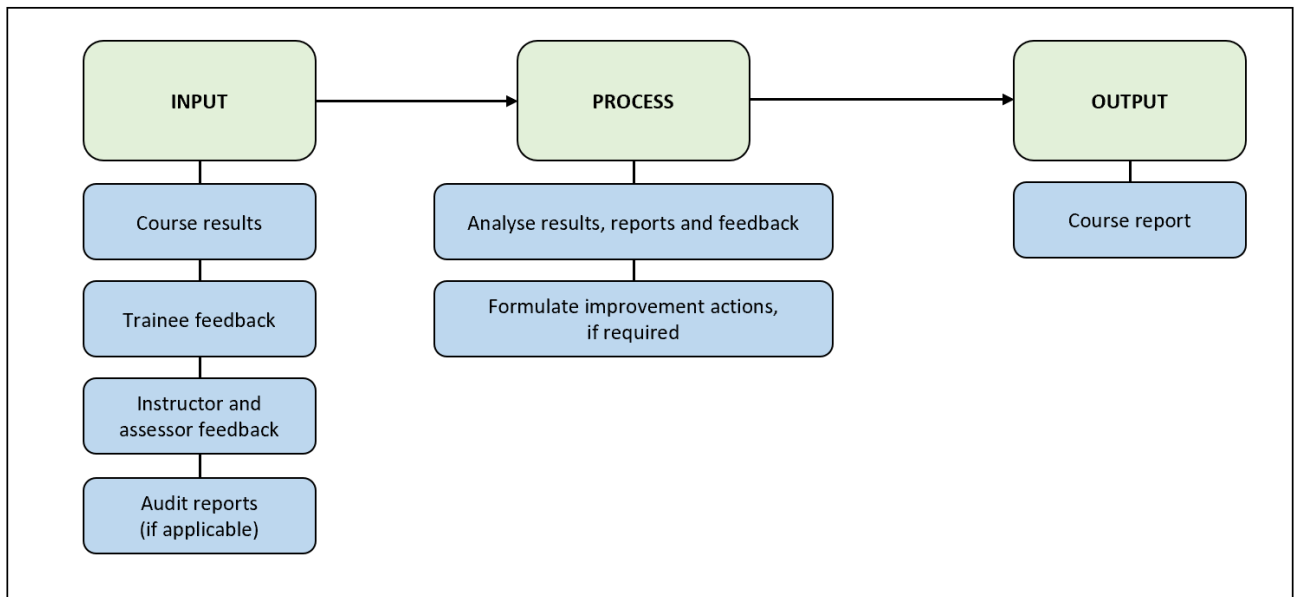 INPUT
PROCESS
OUTPUT
Course results
Trainee feedback
Instructor and
assessor feedback
Audit reports
(if applicable)
Analyse results, reports and feedback
Formulate improvement actions,
if required
Course report